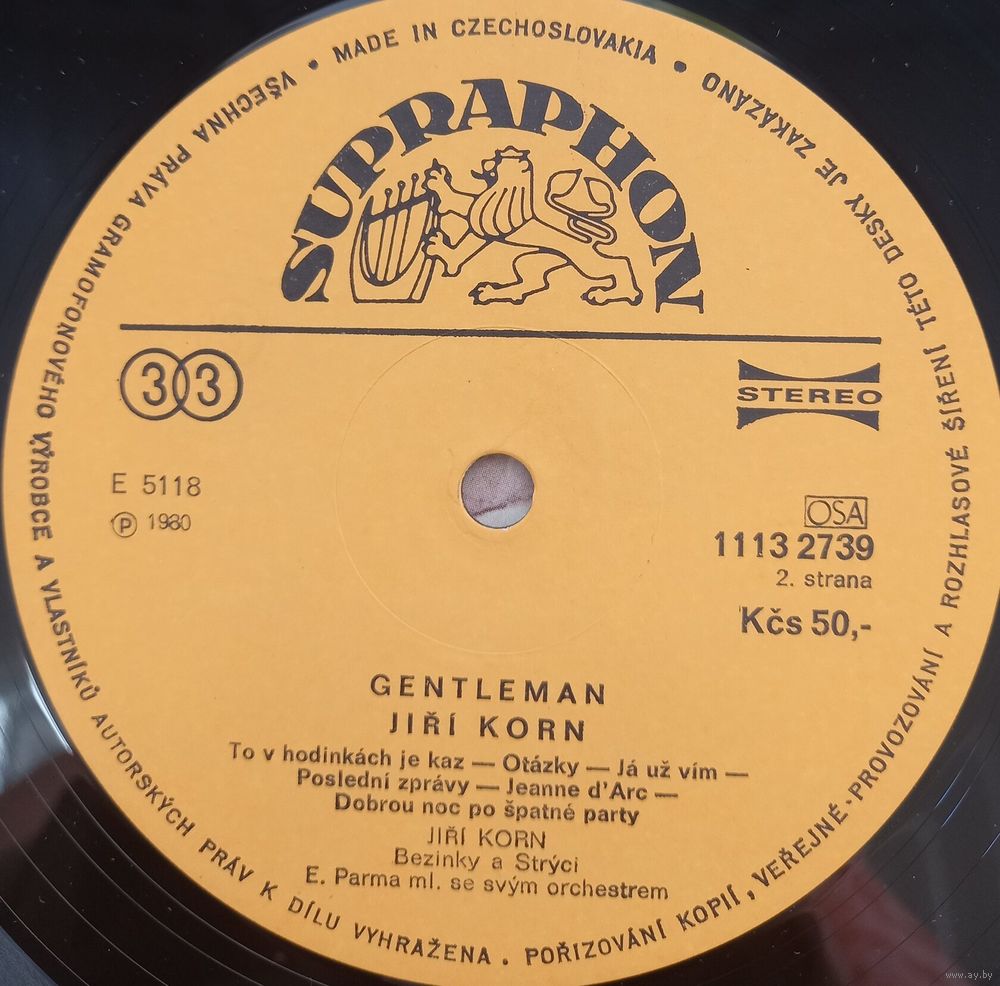 MADE IN CZECHOSLOVAKIA •
VŠECHNA PRÁVA GRAMOFONOVÉHO VÝROBCE A VLASTNÍKŮ AUTORSKÝCH PRÁV K DÍLU VYHRAŽENA . POŘIZOVÁNÍ KOPIÍ, VEŘEJNÉ-PROVOZOVÁNÍ A ROZHLASOVÉ ŠÍŘENÍ TÉTO DESKY JE ZAKÁZÁNO •
SUPRAPHON
33
STEREO
E 5118
Ⓟ 1980
OSA
1113 2739
2. strana
Kčs 50,-
GENTLEMAN
JIŘÍ KORN
To v hodinkách je kaz — Otázky — Já už vím —
Poslední zprávy — Jeanne d'Arc —
Dobrou noc po špatné party
JIŘÍ KORN
Bezinky a Strýci
E. Parma ml. se svým orchestrem
www.ay.by